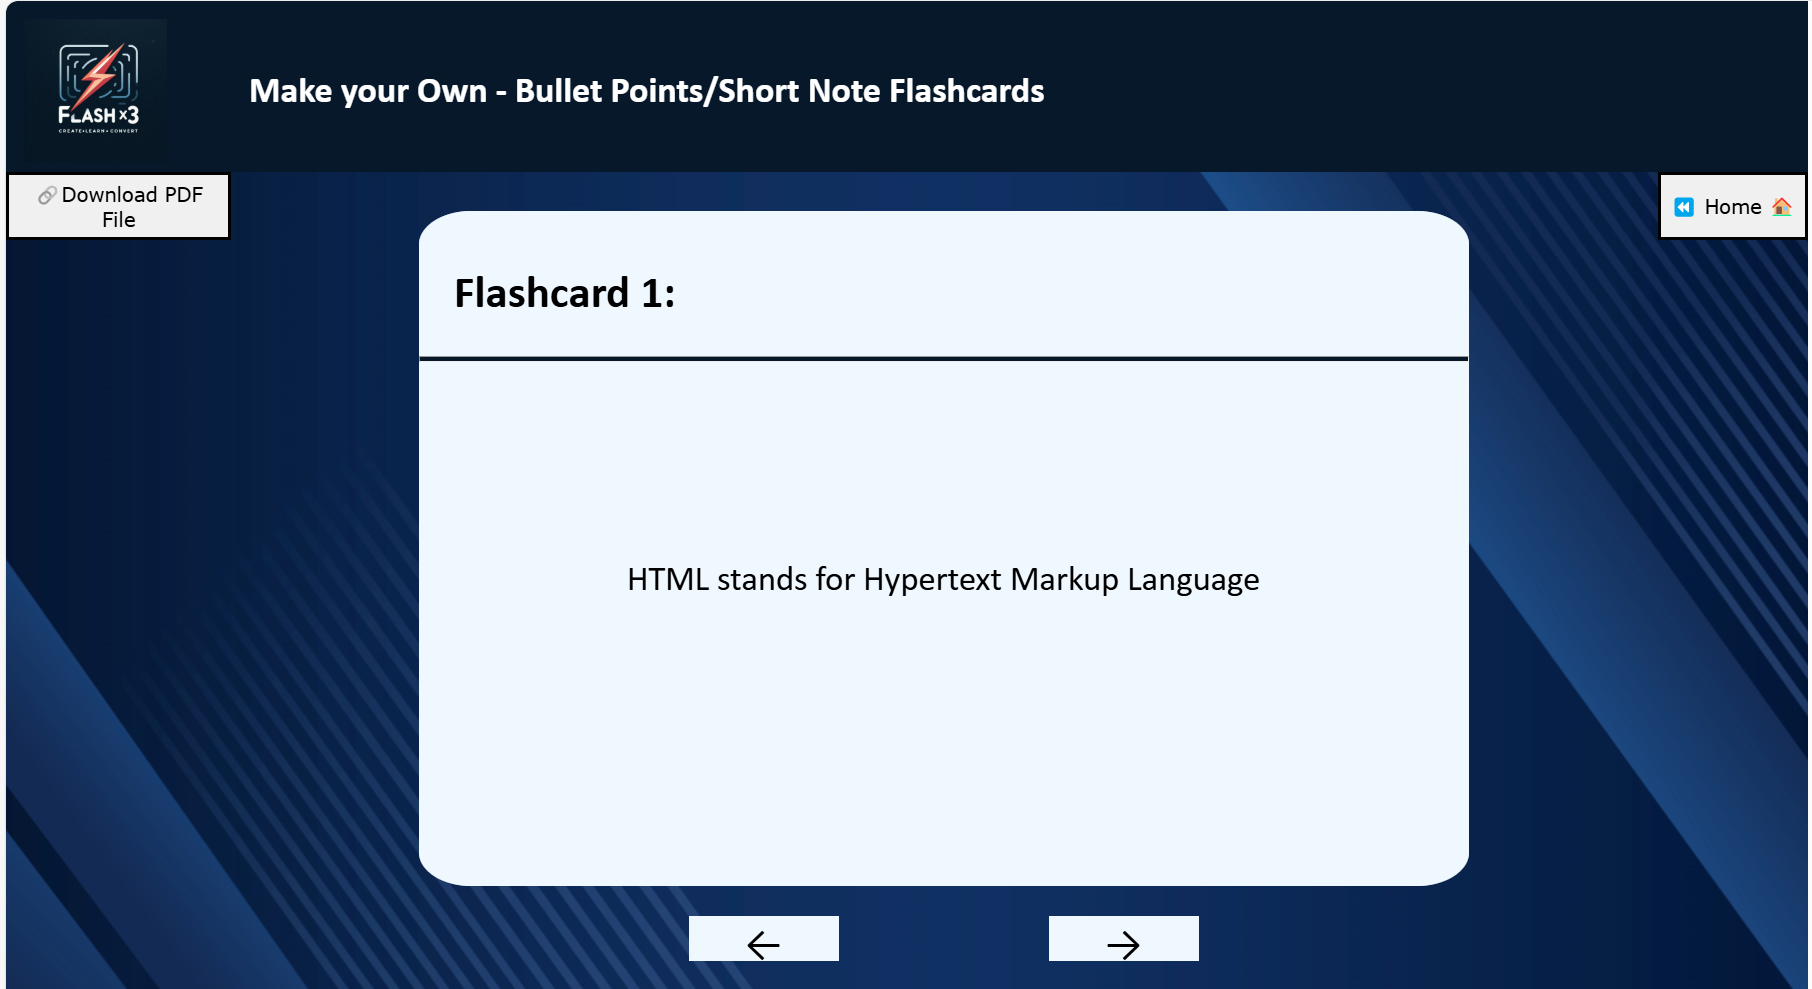 FLASH x3
CREATE•LEARN•CONVERT
Make your Own - Bullet Points/Short Note Flashcards
Download PDF
File
Home
Flashcard 1:
HTML stands for Hypertext Markup Language